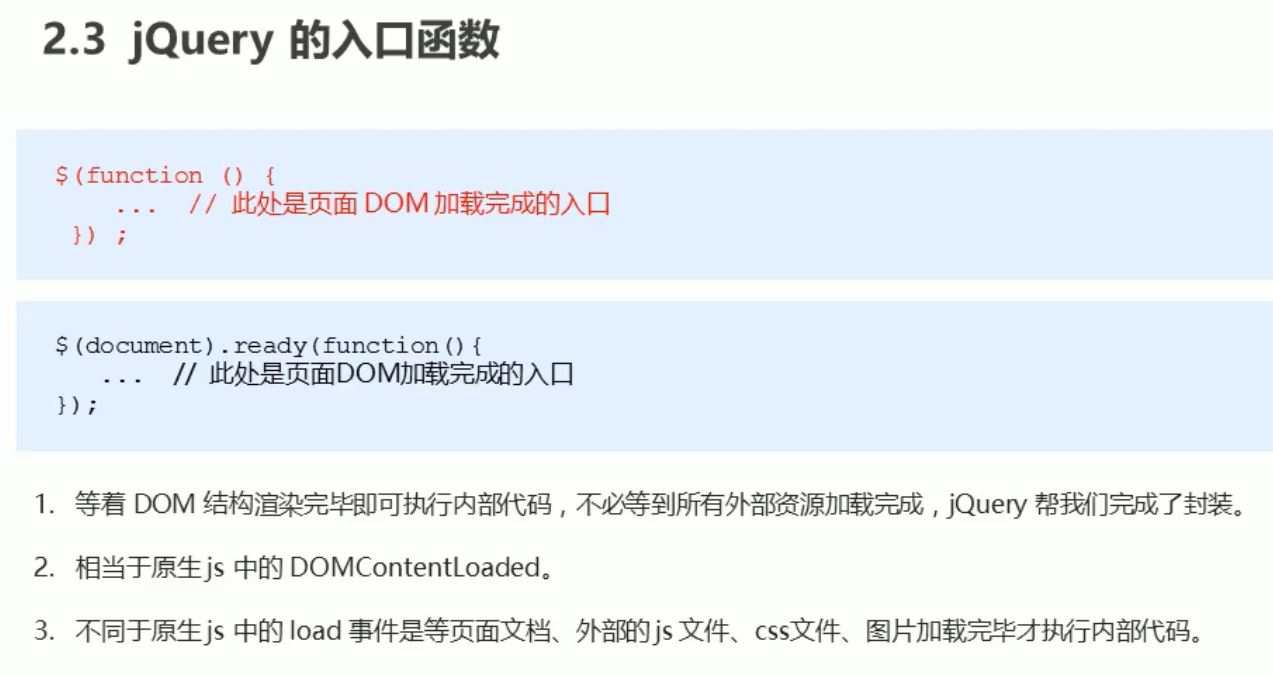 2.3 jQuery 的入口函数
$(function () {
... // 此处是页面 DOM 加载完成的入口
}) ;
$(document).ready(function(){
... // 此处是页面DOM加载完成的入口
});
1. 等着 DOM 结构渲染完毕即可执行内部代码，不必等到所有外部资源加载完成，jQuery 帮我们完成了封装。
2. 相当于原生 js 中的 DOMContentLoaded。
3. 不同于原生 js 中的 load 事件是等页面文档、外部的 js 文件、css文件、图片加载完毕才执行内部代码。